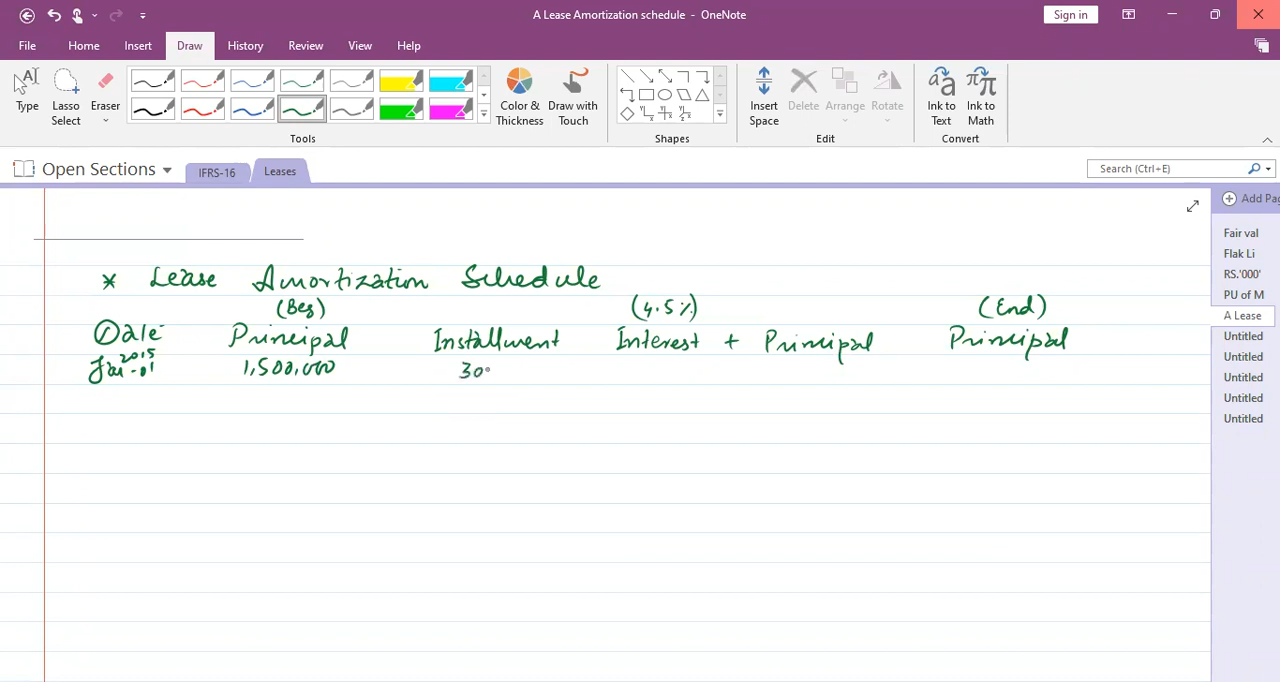 A Lease Amortization schedule - OneNote
Sign in
File Home Insert Draw History Review View Help
Type
Lasso Select
Eraser
Color & Thickness
Draw with Touch
Insert Space
Delete
Arrange
Rotate
Ink to Text
Ink to Math
Tools
Shapes
Edit
Convert
Open Sections
IFRS-16
Leases
Search (Ctrl+E)
Add Pag
Fair val
Flak Li
RS.'000'
PU of M
A Lease
Untitled
Untitled
Untitled
Untitled
Untitled
* Lease Amortization Schedule
(Beg) (4.5%) (End)
Date Principal Installment Interest + Principal Principal
2015
Jan-01 1,500,000 30